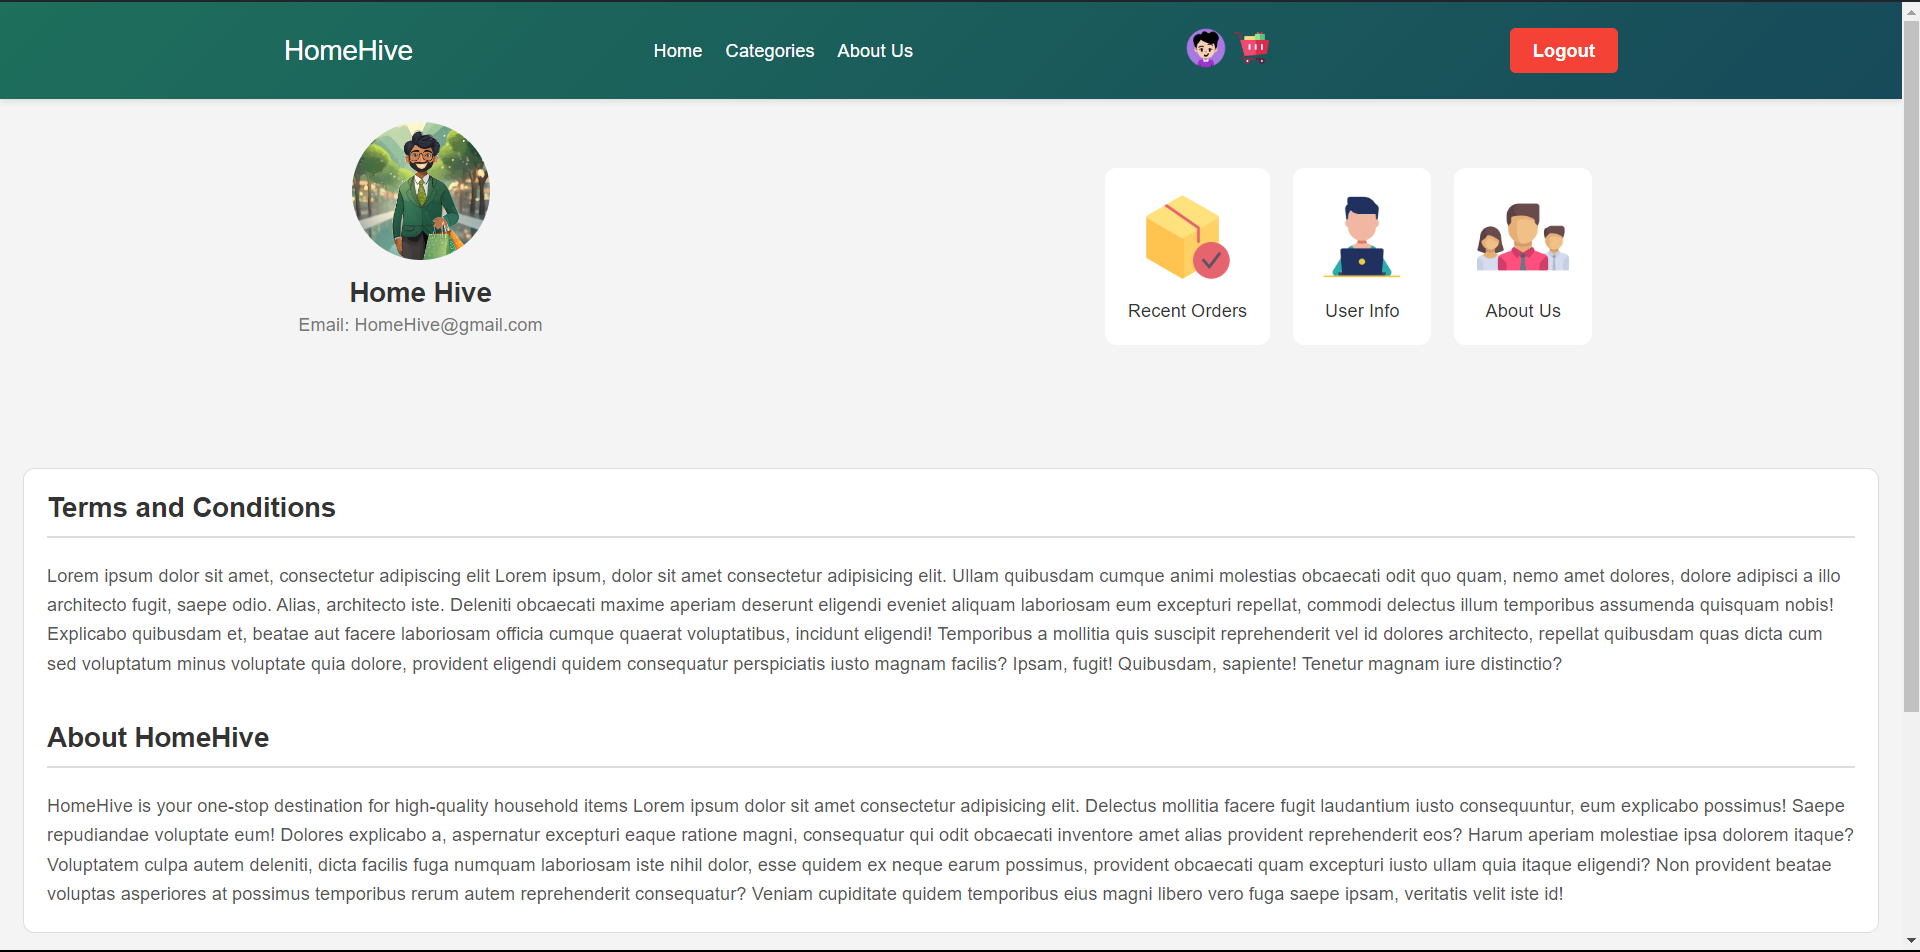 HomeHive
Home
Categories
About Us
Logout
Home Hive
Email: HomeHive@gmail.com
Recent Orders
User Info
About Us
Terms and Conditions
Lorem ipsum dolor sit amet, consectetur adipiscing elit Lorem ipsum, dolor sit amet consectetur adipisicing elit. Ullam quibusdam cumque animi molestias obcaecati odit quo quam, nemo amet dolores, dolore adipisci a illo
architecto fugit, saepe odio. Alias, architecto iste. Deleniti obcaecati maxime aperiam deserunt eligendi eveniet aliquam laboriosam eum excepturi repellat, commodi delectus illum temporibus assumenda quisquam nobis!
Explicabo quibusdam et, beatae aut facere laboriosam officia cumque quaerat voluptatibus, incidunt eligendi! Temporibus a mollitia quis suscipit reprehenderit vel id dolores architecto, repellat quibusdam quas dicta cum
sed voluptatum minus voluptate quia dolore, provident eligendi quidem consequatur perspiciatis iusto magnam facilis? Ipsam, fugit! Quibusdam, sapiente! Tenetur magnam iure distinctio?
About HomeHive
HomeHive is your one-stop destination for high-quality household items Lorem ipsum dolor sit amet consectetur adipisicing elit. Delectus mollitia facere fugit laudantium iusto consequuntur, eum explicabo possimus! Saepe
repudiandae voluptate eum! Dolores explicabo a, aspernatur excepturi eaque ratione magni, consequatur qui odit obcaecati inventore amet alias provident reprehenderit eos? Harum aperiam molestiae ipsa dolorem itaque?
Voluptatem culpa autem deleniti, dicta facilis fuga numquam laboriosam iste nihil dolor, esse quidem ex neque earum possimus, provident obcaecati quam excepturi iusto ullam quia itaque eligendi? Non provident beatae
voluptas asperiores at possimus temporibus rerum autem reprehenderit consequatur? Veniam cupiditate quidem temporibus eius magni libero vero fuga saepe ipsam, veritatis velit iste id!